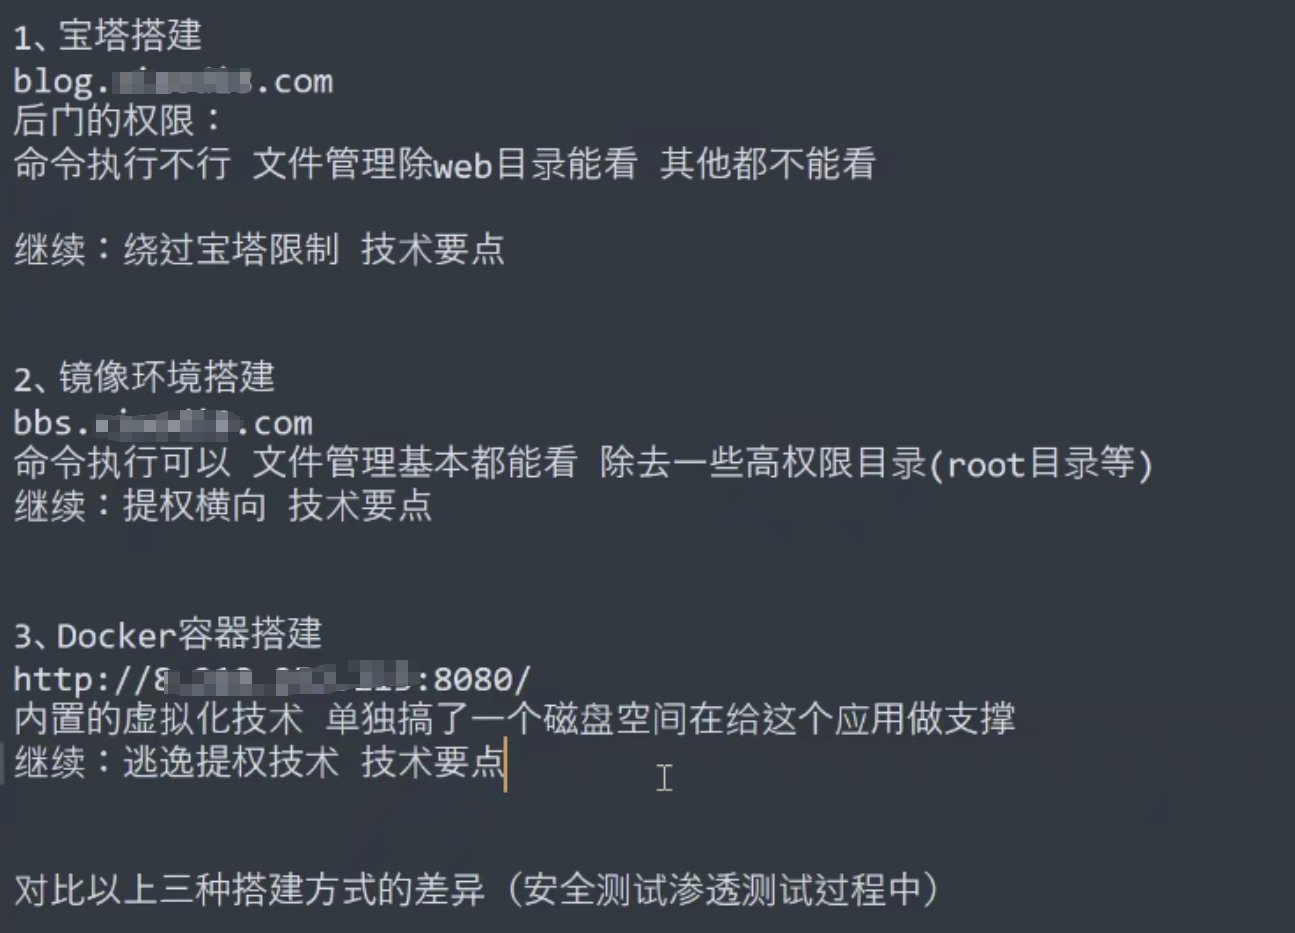 1、宝塔搭建
blog. .com
后门的权限：
命令执行不行 文件管理除web目录能看 其他都不能看
继续：绕过宝塔限制 技术要点
2、镜像环境搭建
bbs. .com
命令执行可以 文件管理基本都能看 除去一些高权限目录(root目录等)
继续：提权横向 技术要点
3、Docker容器搭建
http://8 :8080/
内置的虚拟化技术 单独搞了一个磁盘空间在给这个应用做支撑
继续：逃逸提权技术 技术要点
对比以上三种搭建方式的差异（安全测试渗透测试过程中）